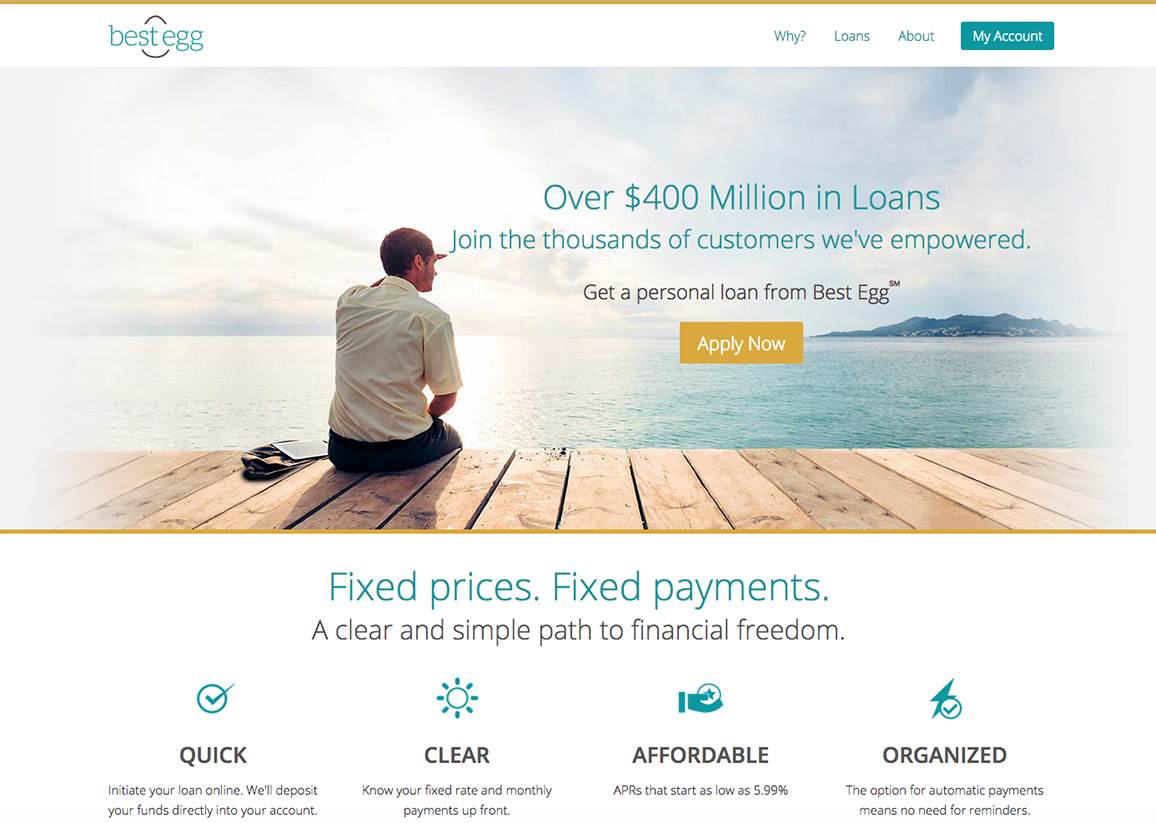 best egg
Why? Loans About My Account
Over $400 Million in Loans
Join the thousands of customers we've empowered.
Get a personal loan from Best Egg℠
Apply Now
Fixed prices. Fixed payments.
A clear and simple path to financial freedom.
QUICK
Initiate your loan online. We'll deposit
your funds directly into your account.
CLEAR
Know your fixed rate and monthly
payments up front.
AFFORDABLE
APRs that start as low as 5.99%
ORGANIZED
The option for automatic payments
means no need for reminders.